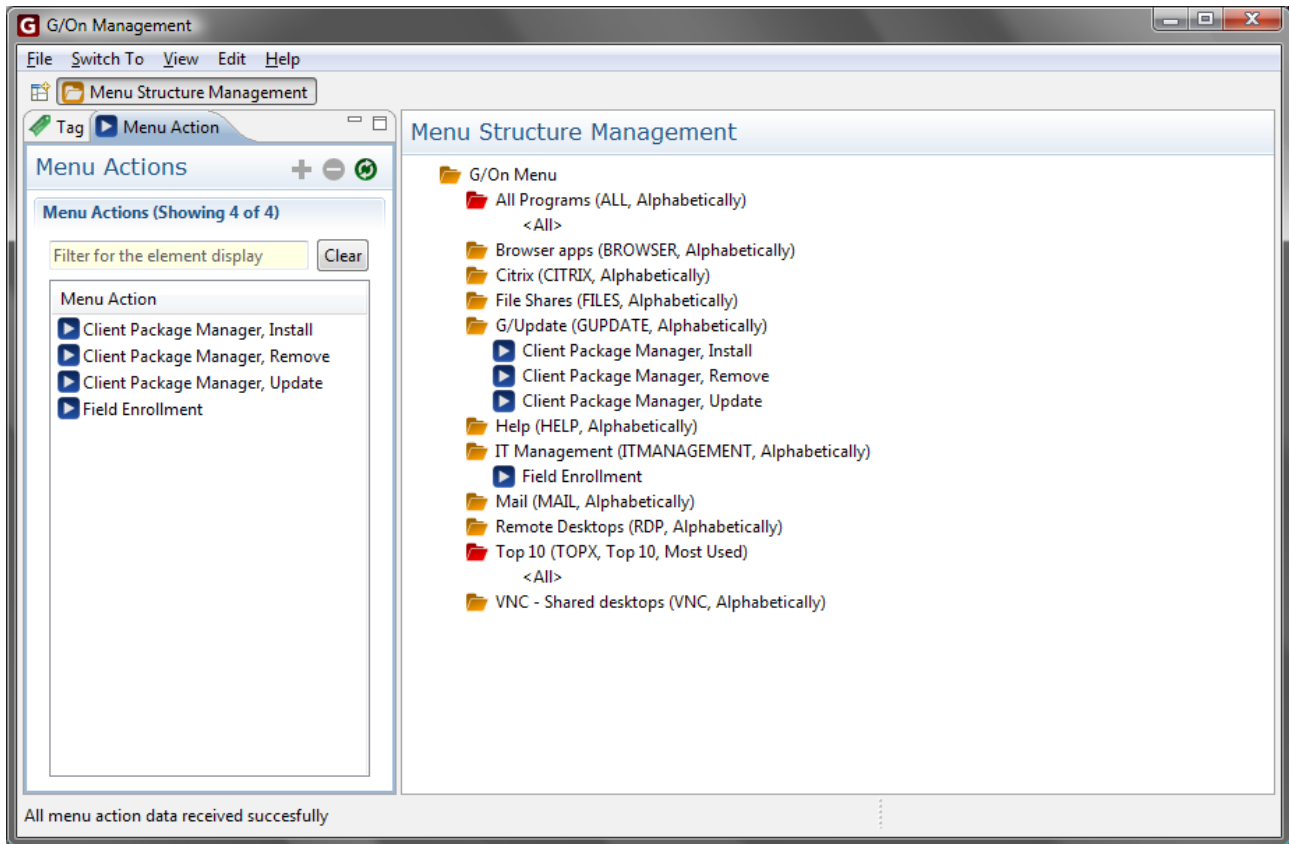 G G/On Management
File Switch To View Edit Help
Menu Structure Management
Tag Menu Action
Menu Actions
Menu Actions (Showing 4 of 4)
Filter for the element display Clear
Menu Action
Client Package Manager, Install
Client Package Manager, Remove
Client Package Manager, Update
Field Enrollment
Menu Structure Management
G/On Menu
All Programs (ALL, Alphabetically)
<All>
Browser apps (BROWSER, Alphabetically)
Citrix (CITRIX, Alphabetically)
File Shares (FILES, Alphabetically)
G/Update (GUPDATE, Alphabetically)
Client Package Manager, Install
Client Package Manager, Remove
Client Package Manager, Update
Help (HELP, Alphabetically)
IT Management (ITMANAGEMENT, Alphabetically)
Field Enrollment
Mail (MAIL, Alphabetically)
Remote Desktops (RDP, Alphabetically)
Top 10 (TOPX, Top 10, Most Used)
<All>
VNC - Shared desktops (VNC, Alphabetically)
All menu action data received succesfully